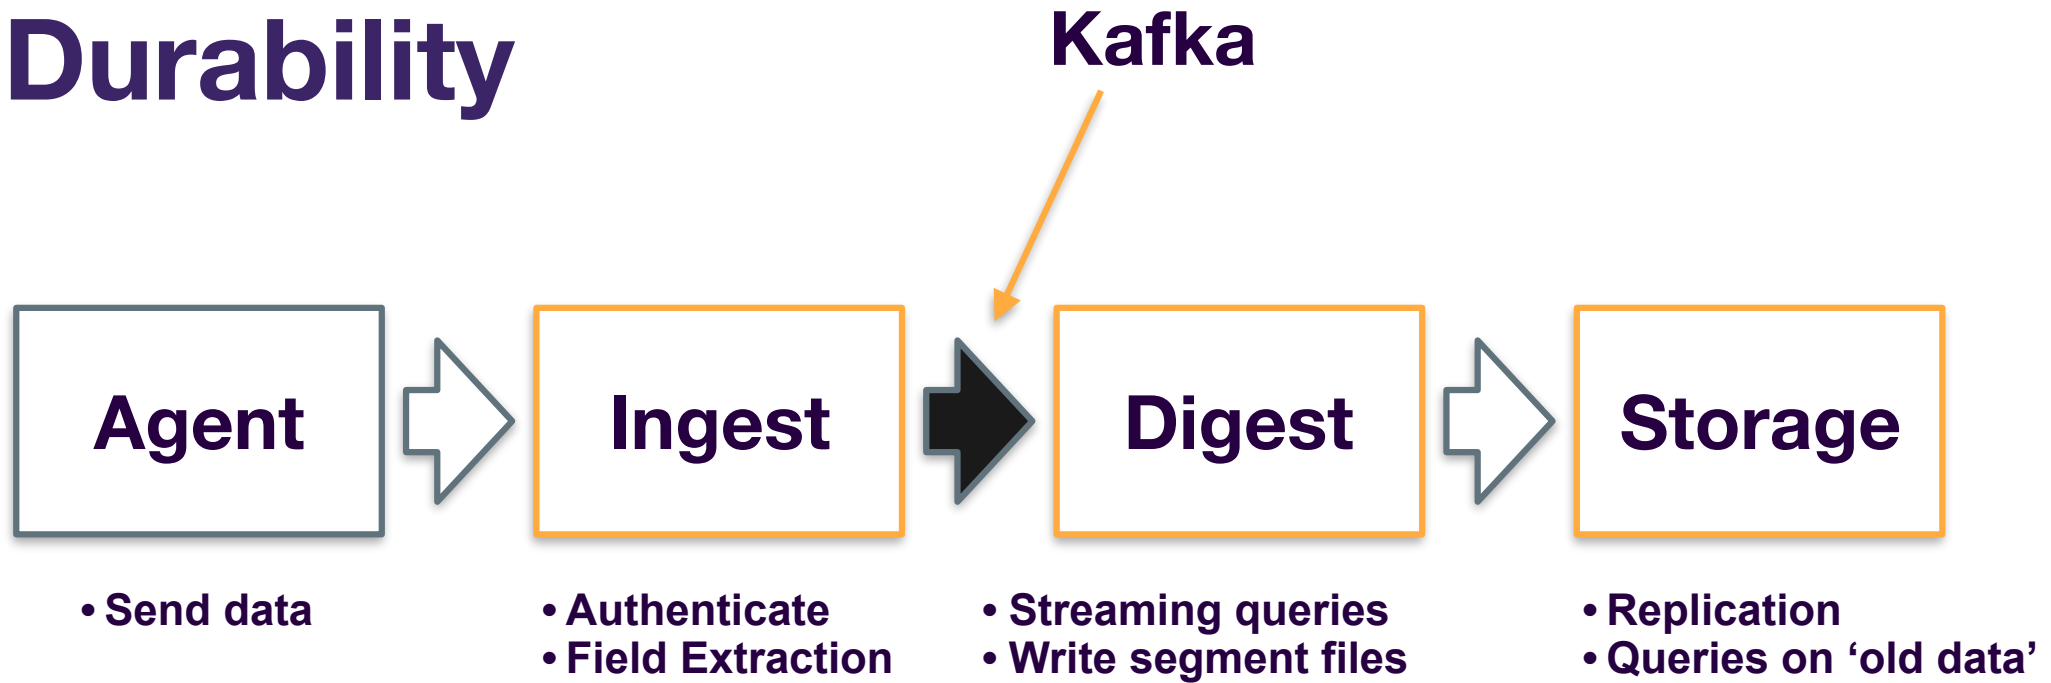 Durability
Kafka
Agent
Ingest
Digest
Storage
• Send data
• Authenticate
• Field Extraction
• Streaming queries
• Write segment files
• Replication
• Queries on ‘old data’